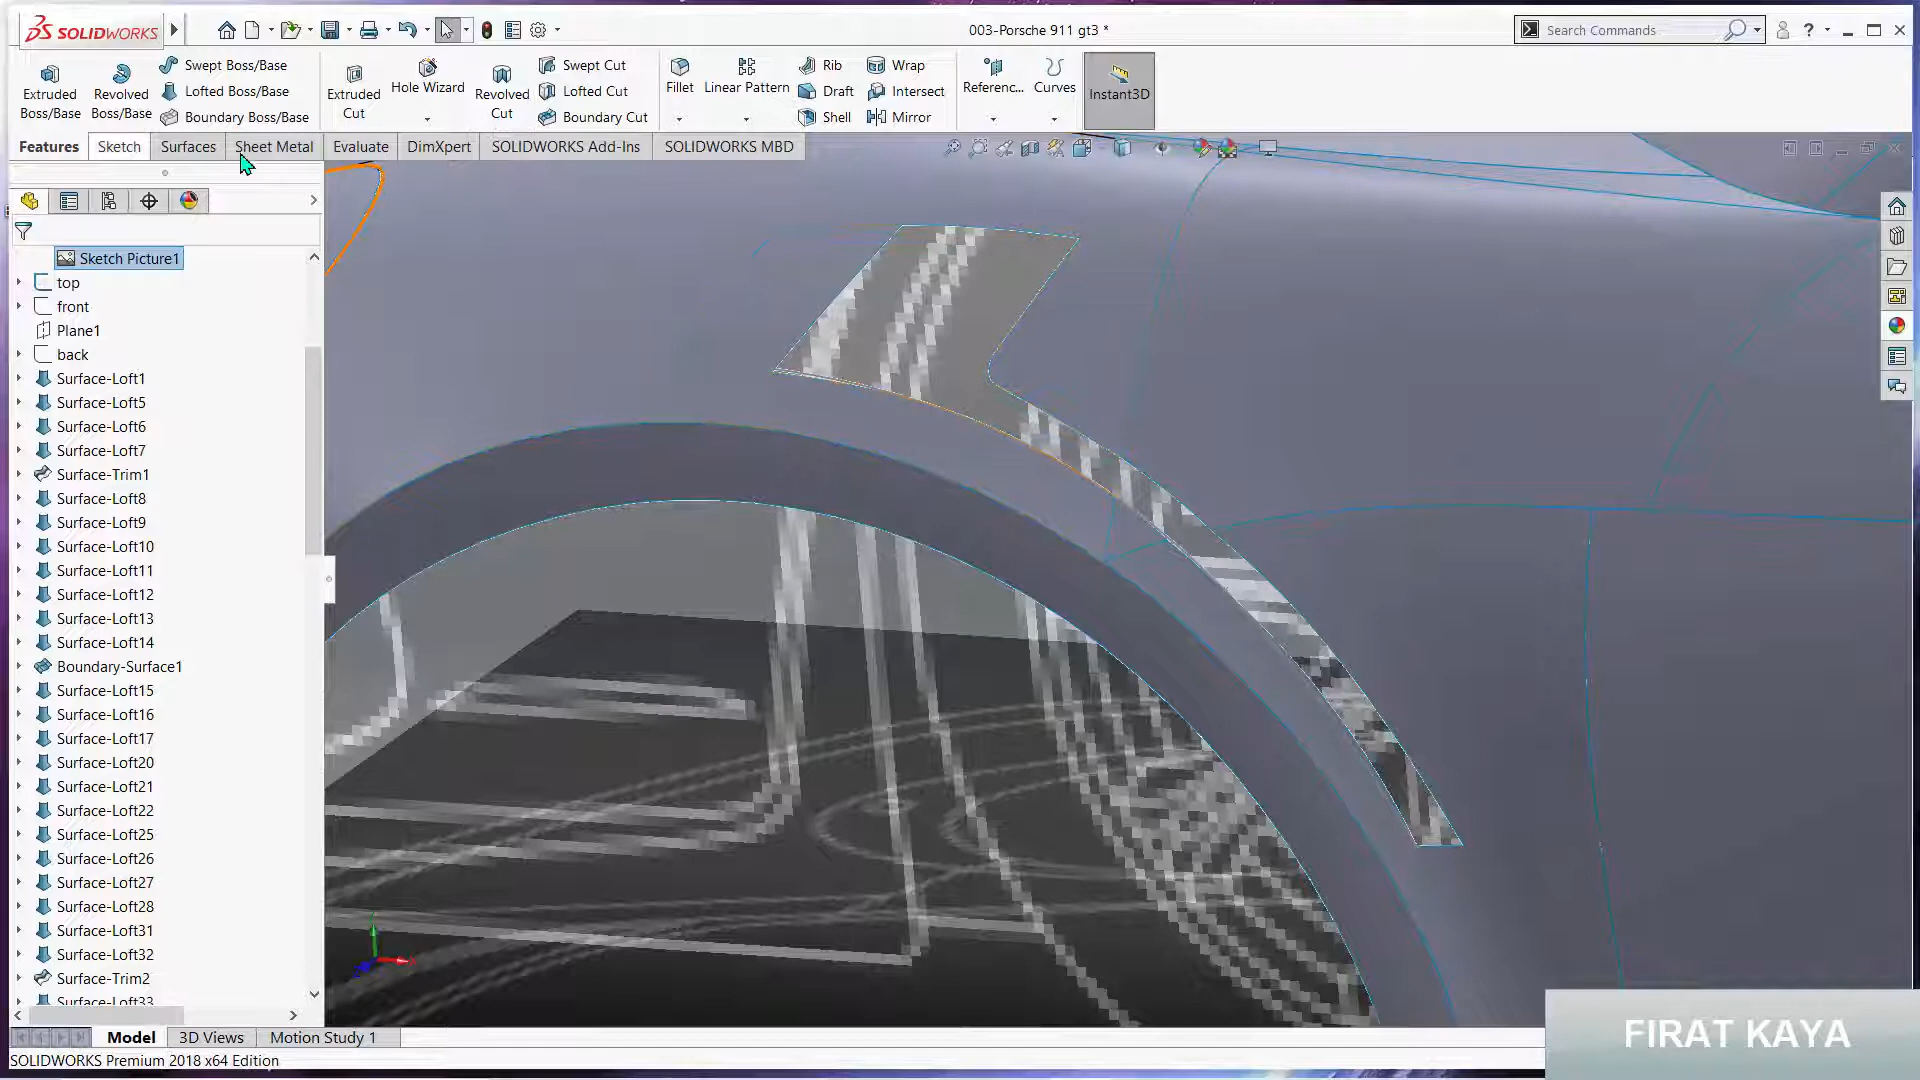 SOLIDWORKS
003-Porsche 911 gt3 *
Search Commands
?
Extruded Boss/Base
Revolved Boss/Base
Swept Boss/Base
Lofted Boss/Base
Boundary Boss/Base
Extruded Cut
Hole Wizard
Revolved Cut
Swept Cut
Lofted Cut
Boundary Cut
Fillet
Linear Pattern
Rib
Draft
Shell
Wrap
Intersect
Mirror
Referenc...
Curves
Instant3D
Features
Sketch
Surfaces
Sheet Metal
Evaluate
DimXpert
SOLIDWORKS Add-Ins
SOLIDWORKS MBD
Sketch Picture1
top
front
Plane1
back
Surface-Loft1
Surface-Loft5
Surface-Loft6
Surface-Loft7
Surface-Trim1
Surface-Loft8
Surface-Loft9
Surface-Loft10
Surface-Loft11
Surface-Loft12
Surface-Loft13
Surface-Loft14
Boundary-Surface1
Surface-Loft15
Surface-Loft16
Surface-Loft17
Surface-Loft20
Surface-Loft21
Surface-Loft22
Surface-Loft25
Surface-Loft26
Surface-Loft27
Surface-Loft28
Surface-Loft31
Surface-Loft32
Surface-Trim2
Surface-Loft33
Model
3D Views
Motion Study 1
SOLIDWORKS Premium 2018 x64 Edition
FIRAT KAYA